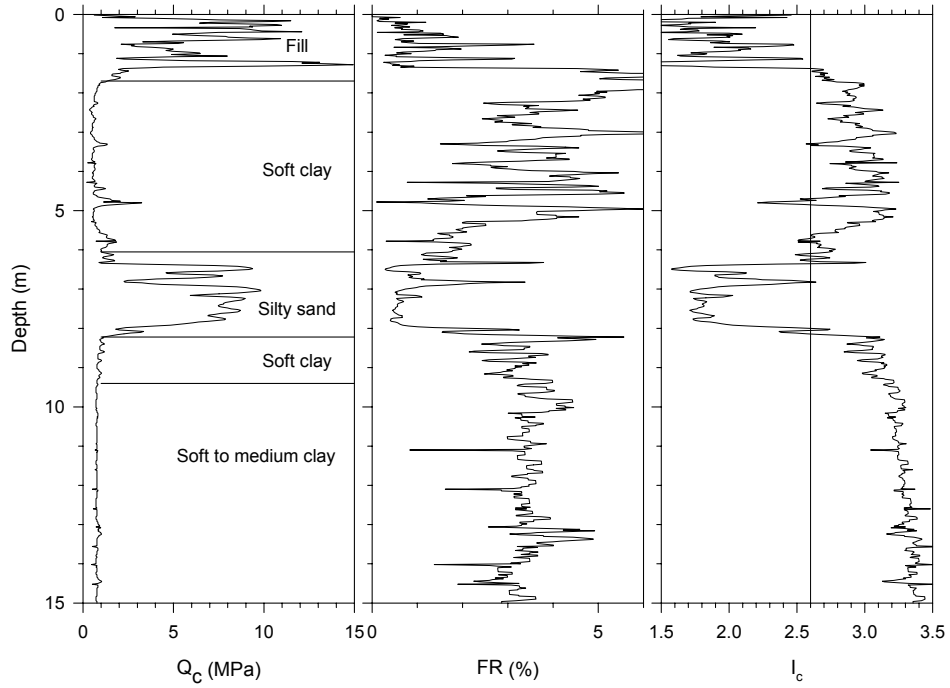 0
5
10
15
Depth (m)
Fill
Soft clay
Silty sand
Soft clay
Soft to medium clay
0 5 10 15
Q_C (MPa)
0 5
FR (%)
1.5 2.0 2.5 3.0 3.5
I_c